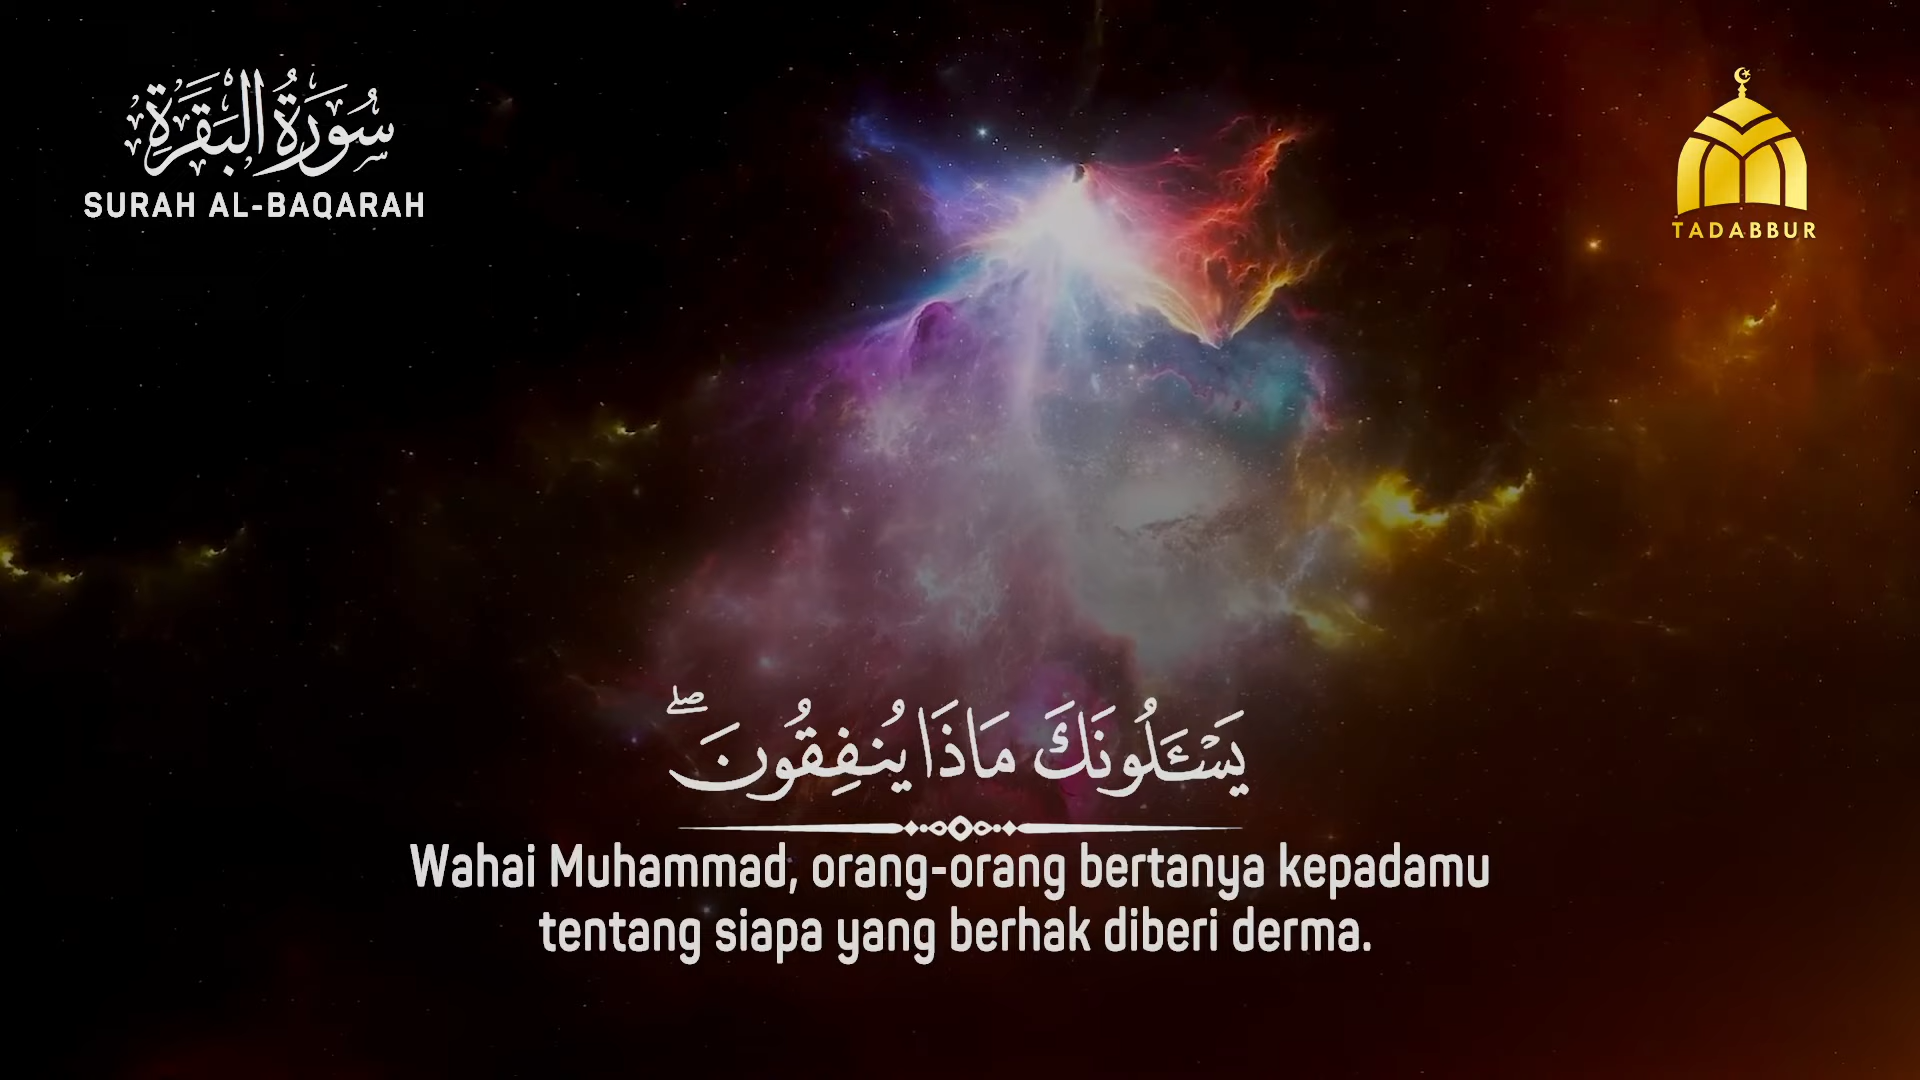 سُورَةُ البَقَرَةِ
SURAH AL-BAQARAH
TADABBUR
يَسْـَٔلُونَكَ مَاذَا يُنفِقُونَ ۖ
Wahai Muhammad, orang-orang bertanya kepadamu
tentang siapa yang berhak diberi derma.